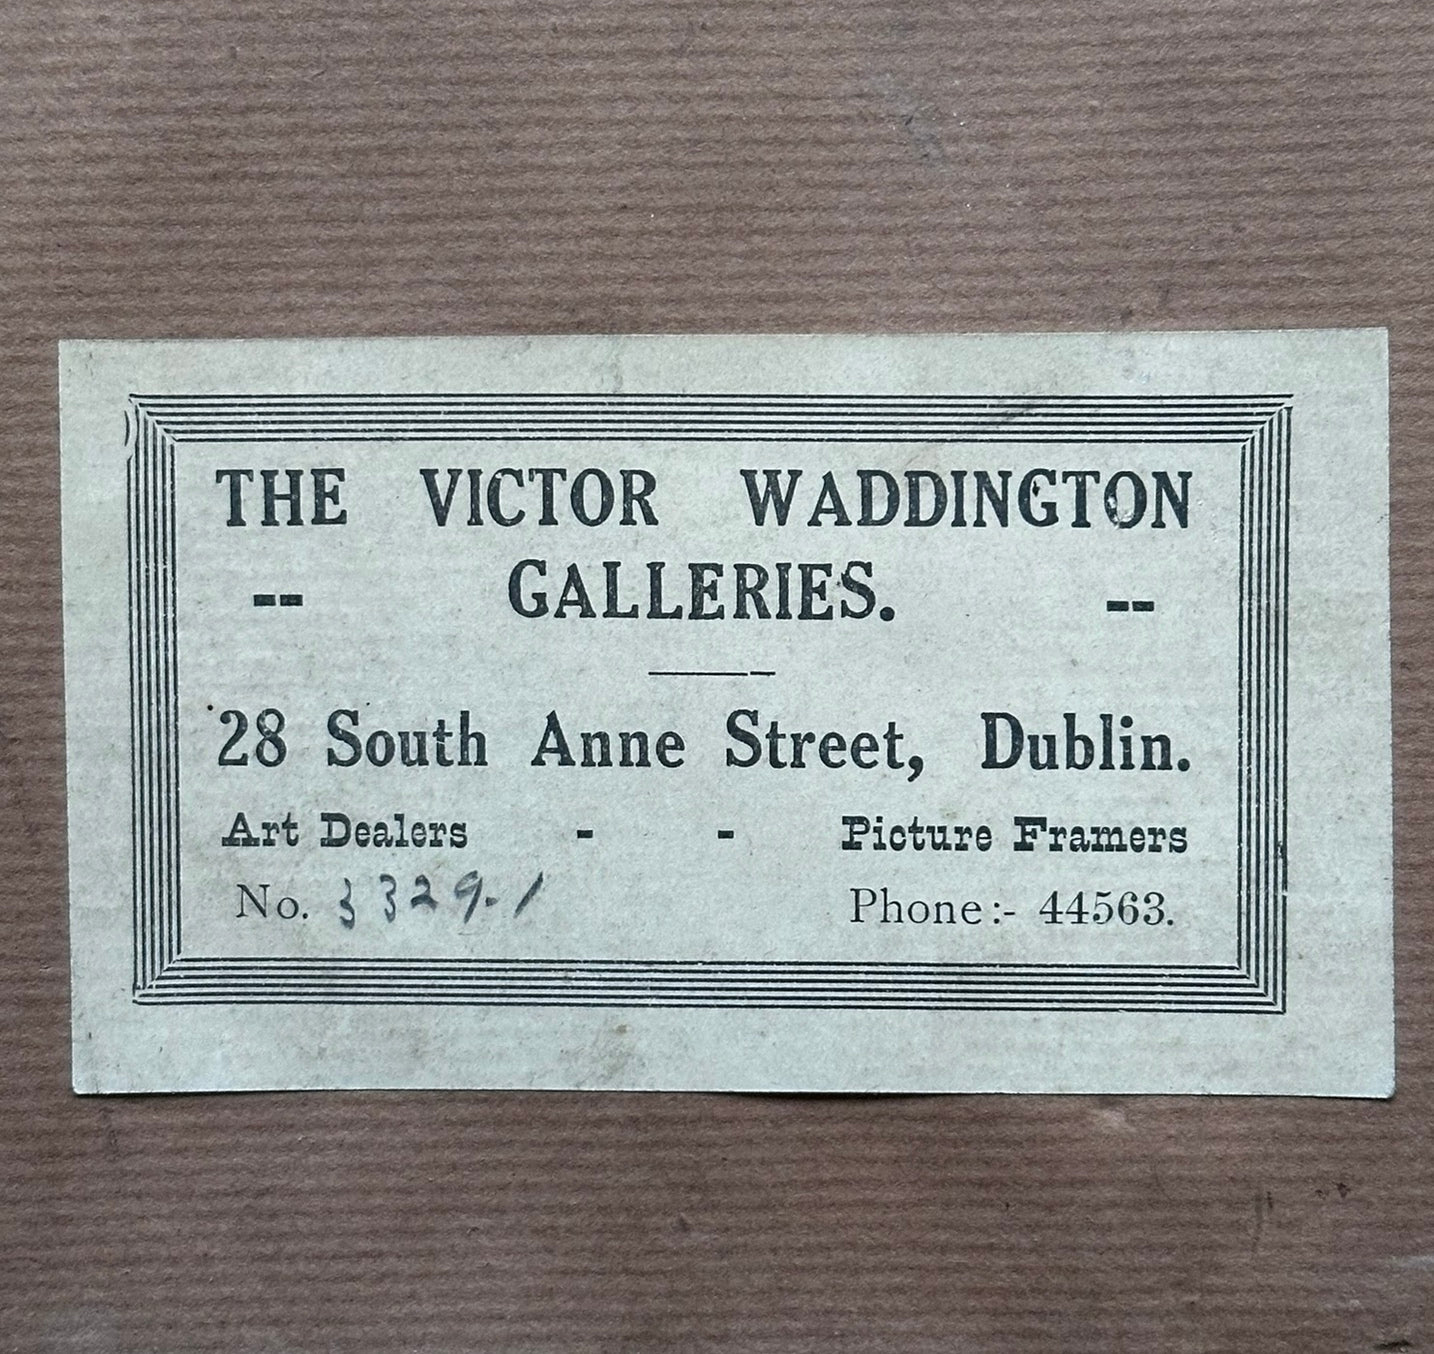 THE VICTOR WADDINGTON
-- GALLERIES. --
28 South Anne Street, Dublin.
Art Dealers - - Picture Framers
No. 3329-1 Phone:- 44563.